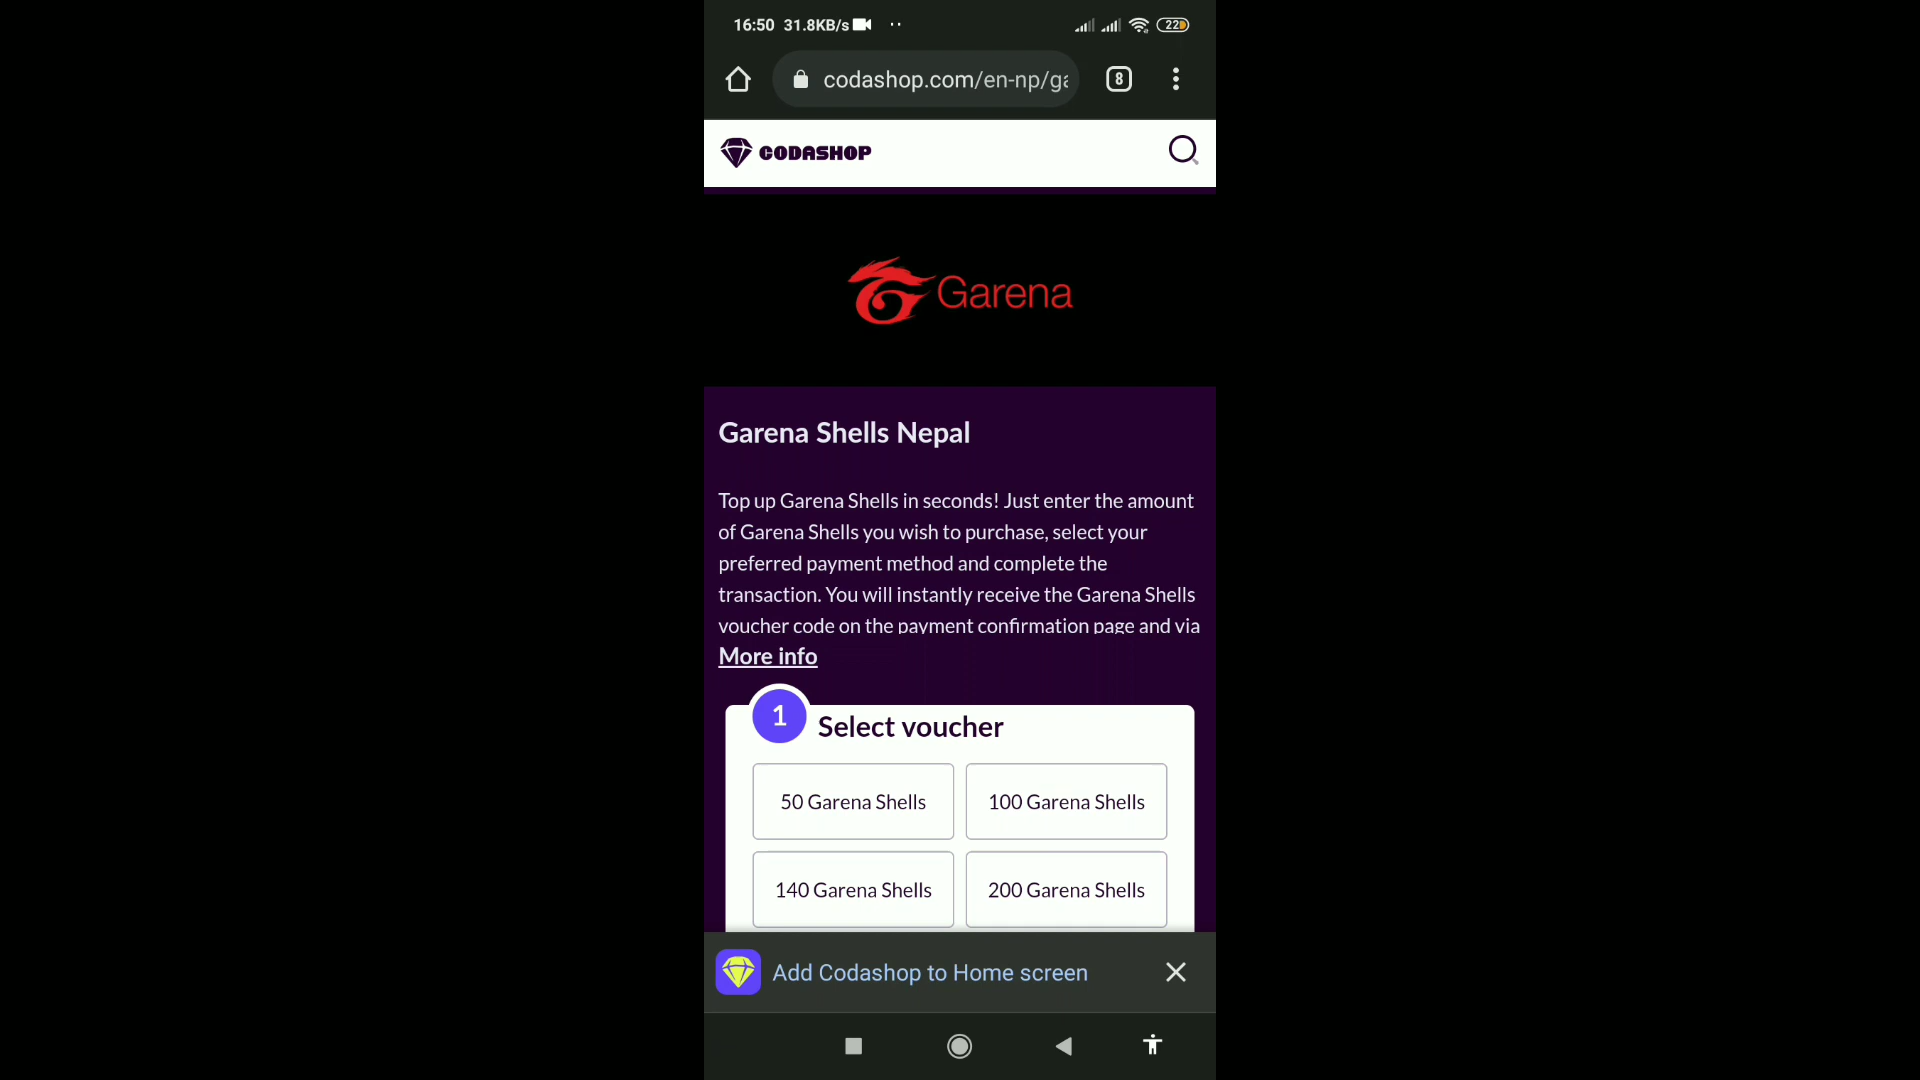 16:50 31.8KB/s 22
codashop.com/en-np/ga 8
CODASHOP
Garena
Garena Shells Nepal
Top up Garena Shells in seconds! Just enter the amount
of Garena Shells you wish to purchase, select your
preferred payment method and complete the
transaction. You will instantly receive the Garena Shells
voucher code on the payment confirmation page and via
More info
1 Select voucher
50 Garena Shells 100 Garena Shells
140 Garena Shells 200 Garena Shells
Add Codashop to Home screen